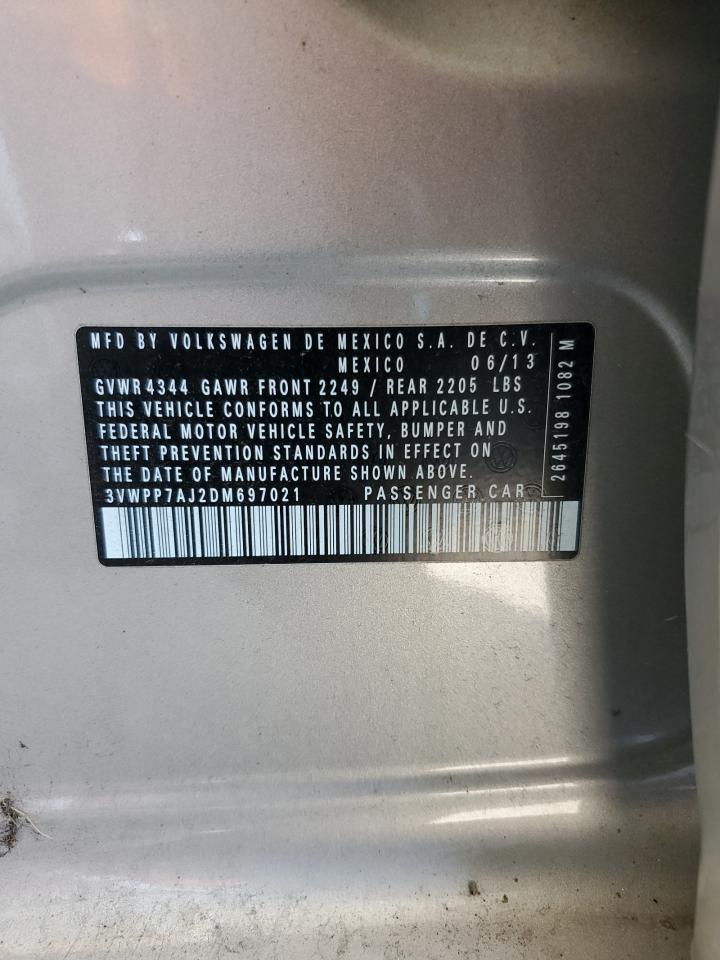 MFD BY VOLKSWAGEN DE MEXICO S.A. DE C.V.
MEXICO 06/13
GVWR 4344 GAWR FRONT 2249 / REAR 2205 LBS
THIS VEHICLE CONFORMS TO ALL APPLICABLE U.S.
FEDERAL MOTOR VEHICLE SAFETY, BUMPER AND
THEFT PREVENTION STANDARDS IN EFFECT ON
THE DATE OF MANUFACTURE SHOWN ABOVE.
3VWPP7AJ2DM697021 PASSENGER CAR
2645198 1082 M